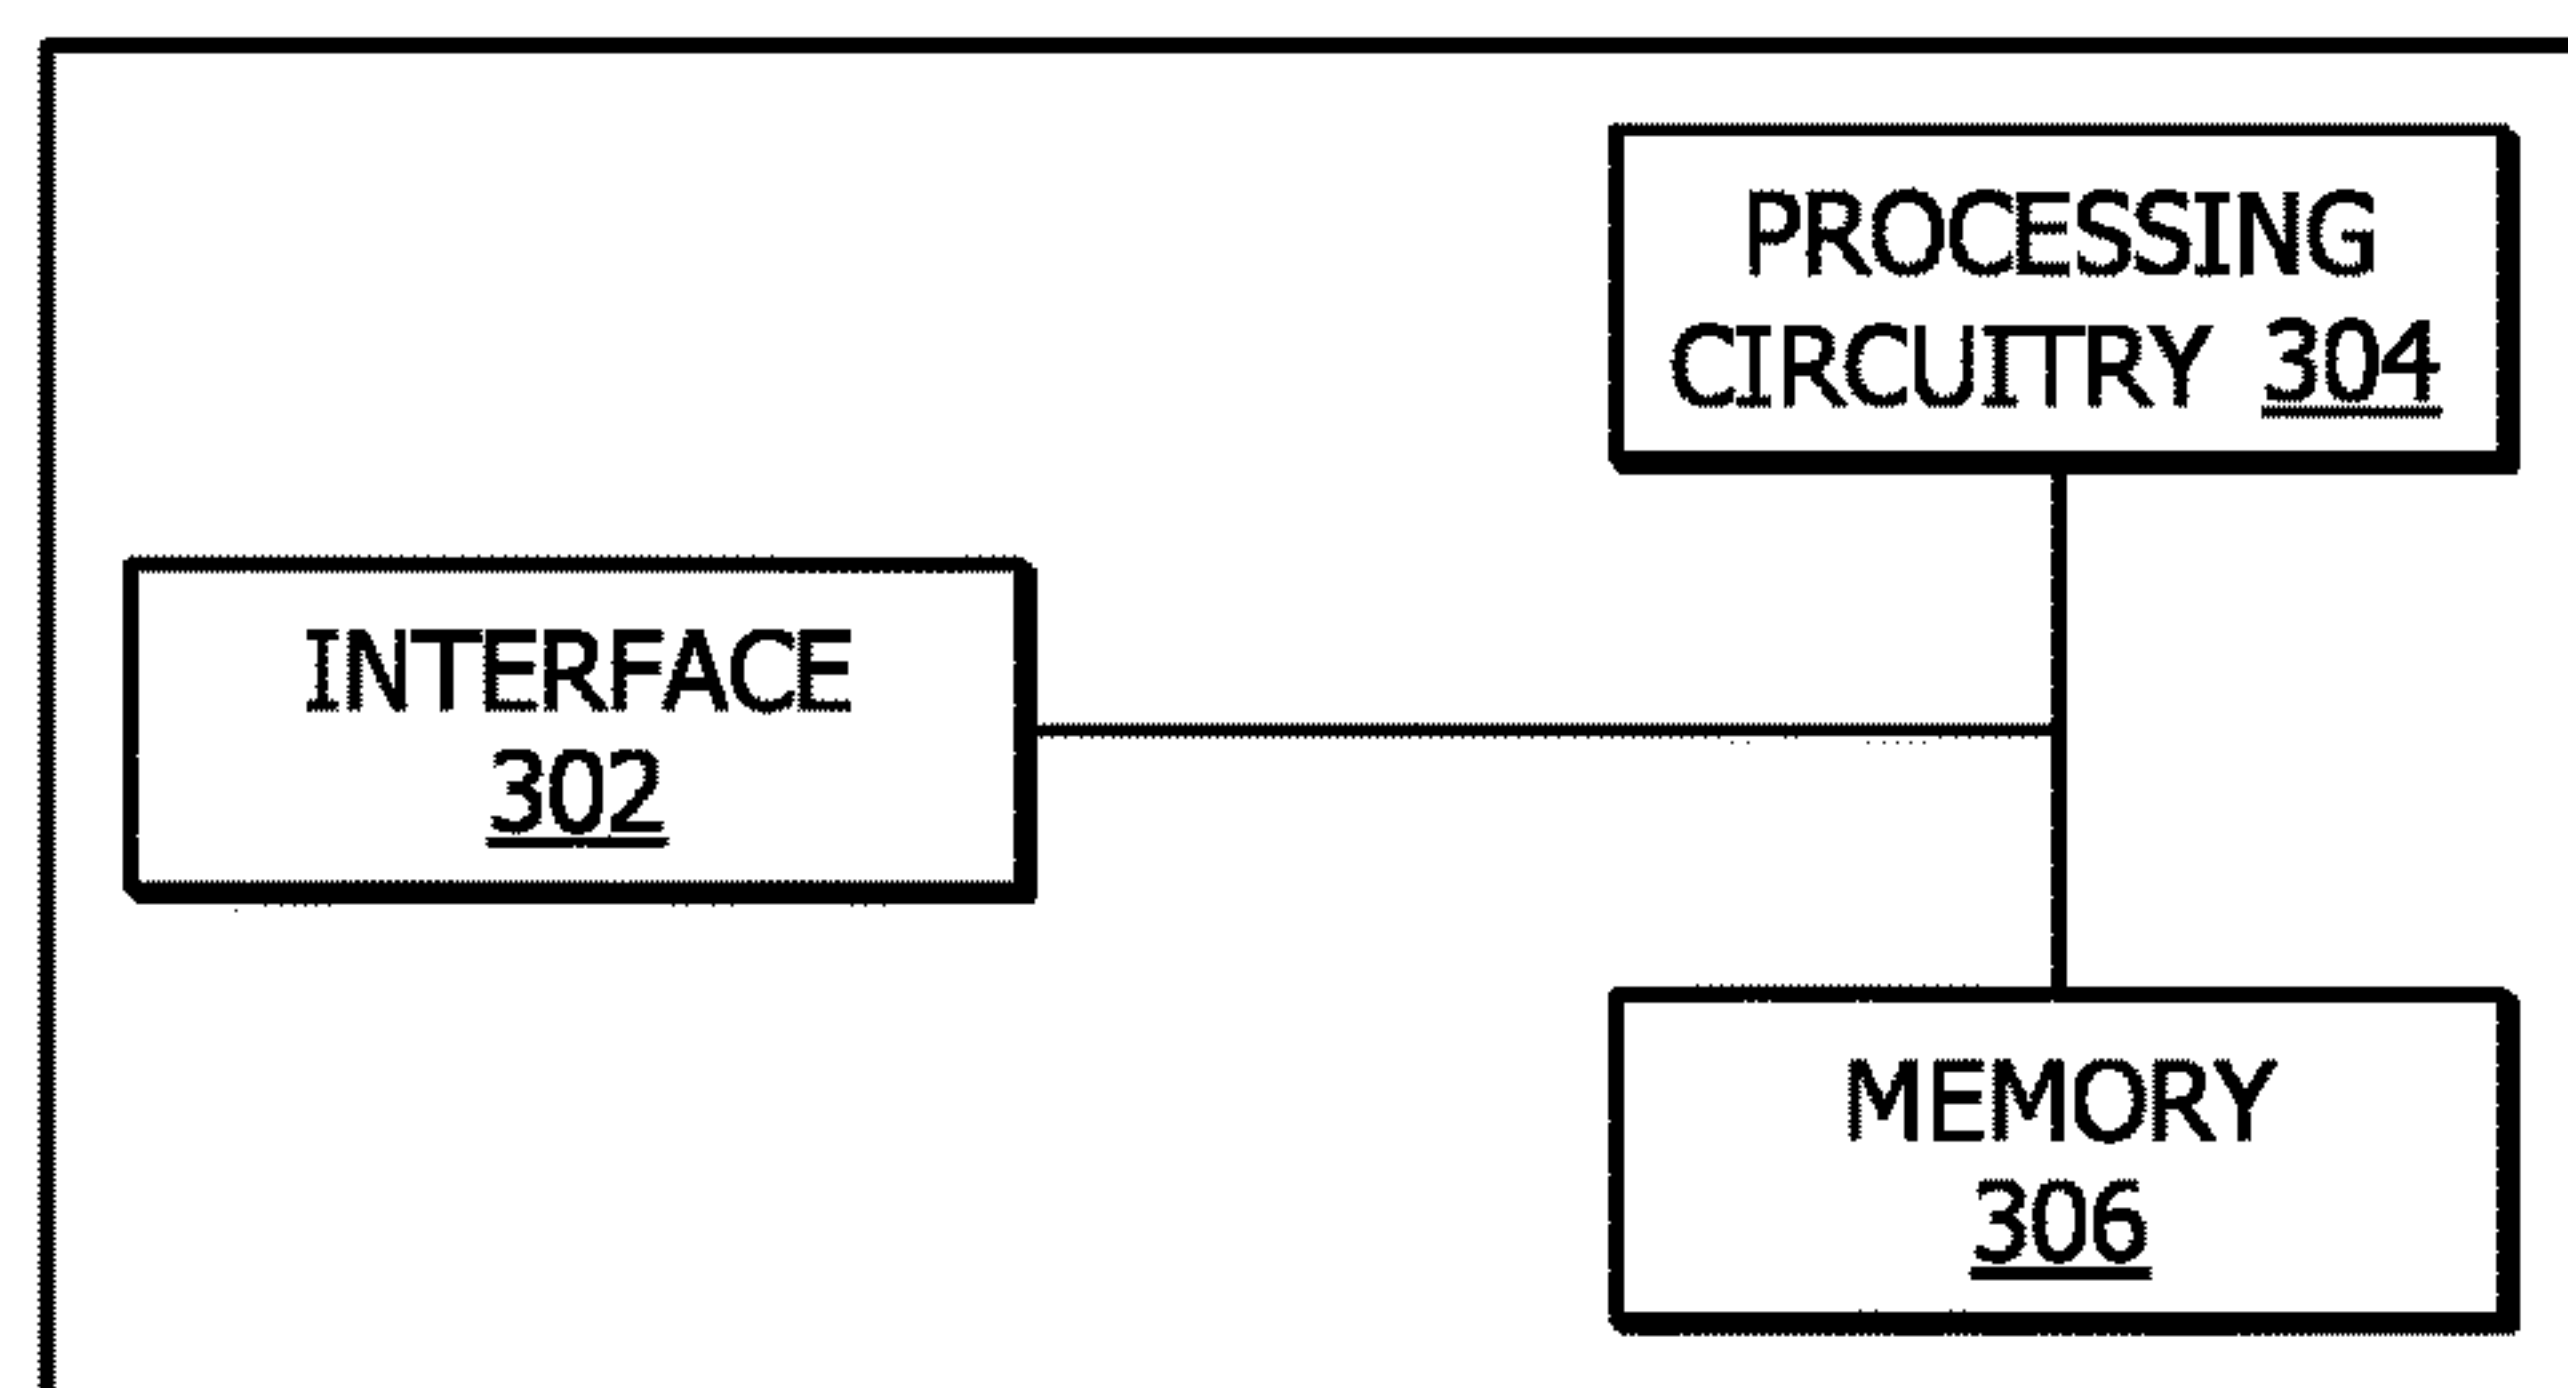 PROCESSING
CIRCUITRY 304
INTERFACE
302
MEMORY
306